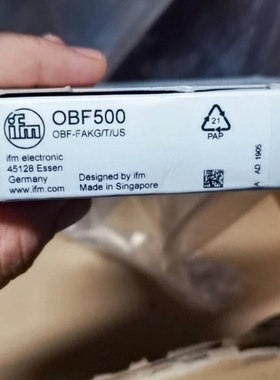 ifm
OBF500
OBF-FAKG/T/US
ifm electronic
45128 Essen
Germany
www.ifm.com
Designed by ifm
Made in Singapore
21
PAP
A AD 1905